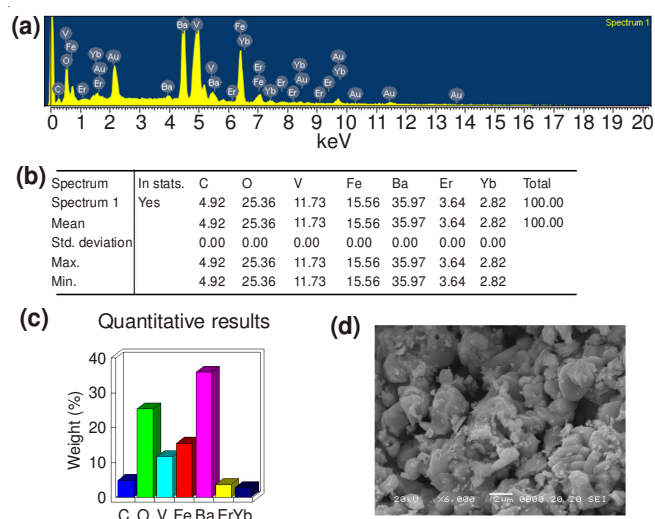 (a)
Spectrum 1
V
Fe
O
C
Er
Yb
Au
Er
Au
Ba
Ba
V
V
Ba
Er
Fe
Yb
Er
Fe
Yb
Er
Er
Yb
Au
Er
Er
Er
Au
Yb
Au
Au
Au
0 1 2 3 4 5 6 7 8 9 10 11 12 13 14 15 16 17 18 19 20
keV
(b)
Spectrum In stats. C O V Fe Ba Er Yb Total
Spectrum 1 Yes 4.92 25.36 11.73 15.56 35.97 3.64 2.82 100.00
Mean 4.92 25.36 11.73 15.56 35.97 3.64 2.82 100.00
Std. deviation 0.00 0.00 0.00 0.00 0.00 0.00 0.00
Max. 4.92 25.36 11.73 15.56 35.97 3.64 2.82
Min. 4.92 25.36 11.73 15.56 35.97 3.64 2.82
(c)
Quantitative results
Weight (%)
40
30
20
10
0
C O V Fe Ba ErYb
(d)
20kV X6,000 2µm 0000 20 20 SEI